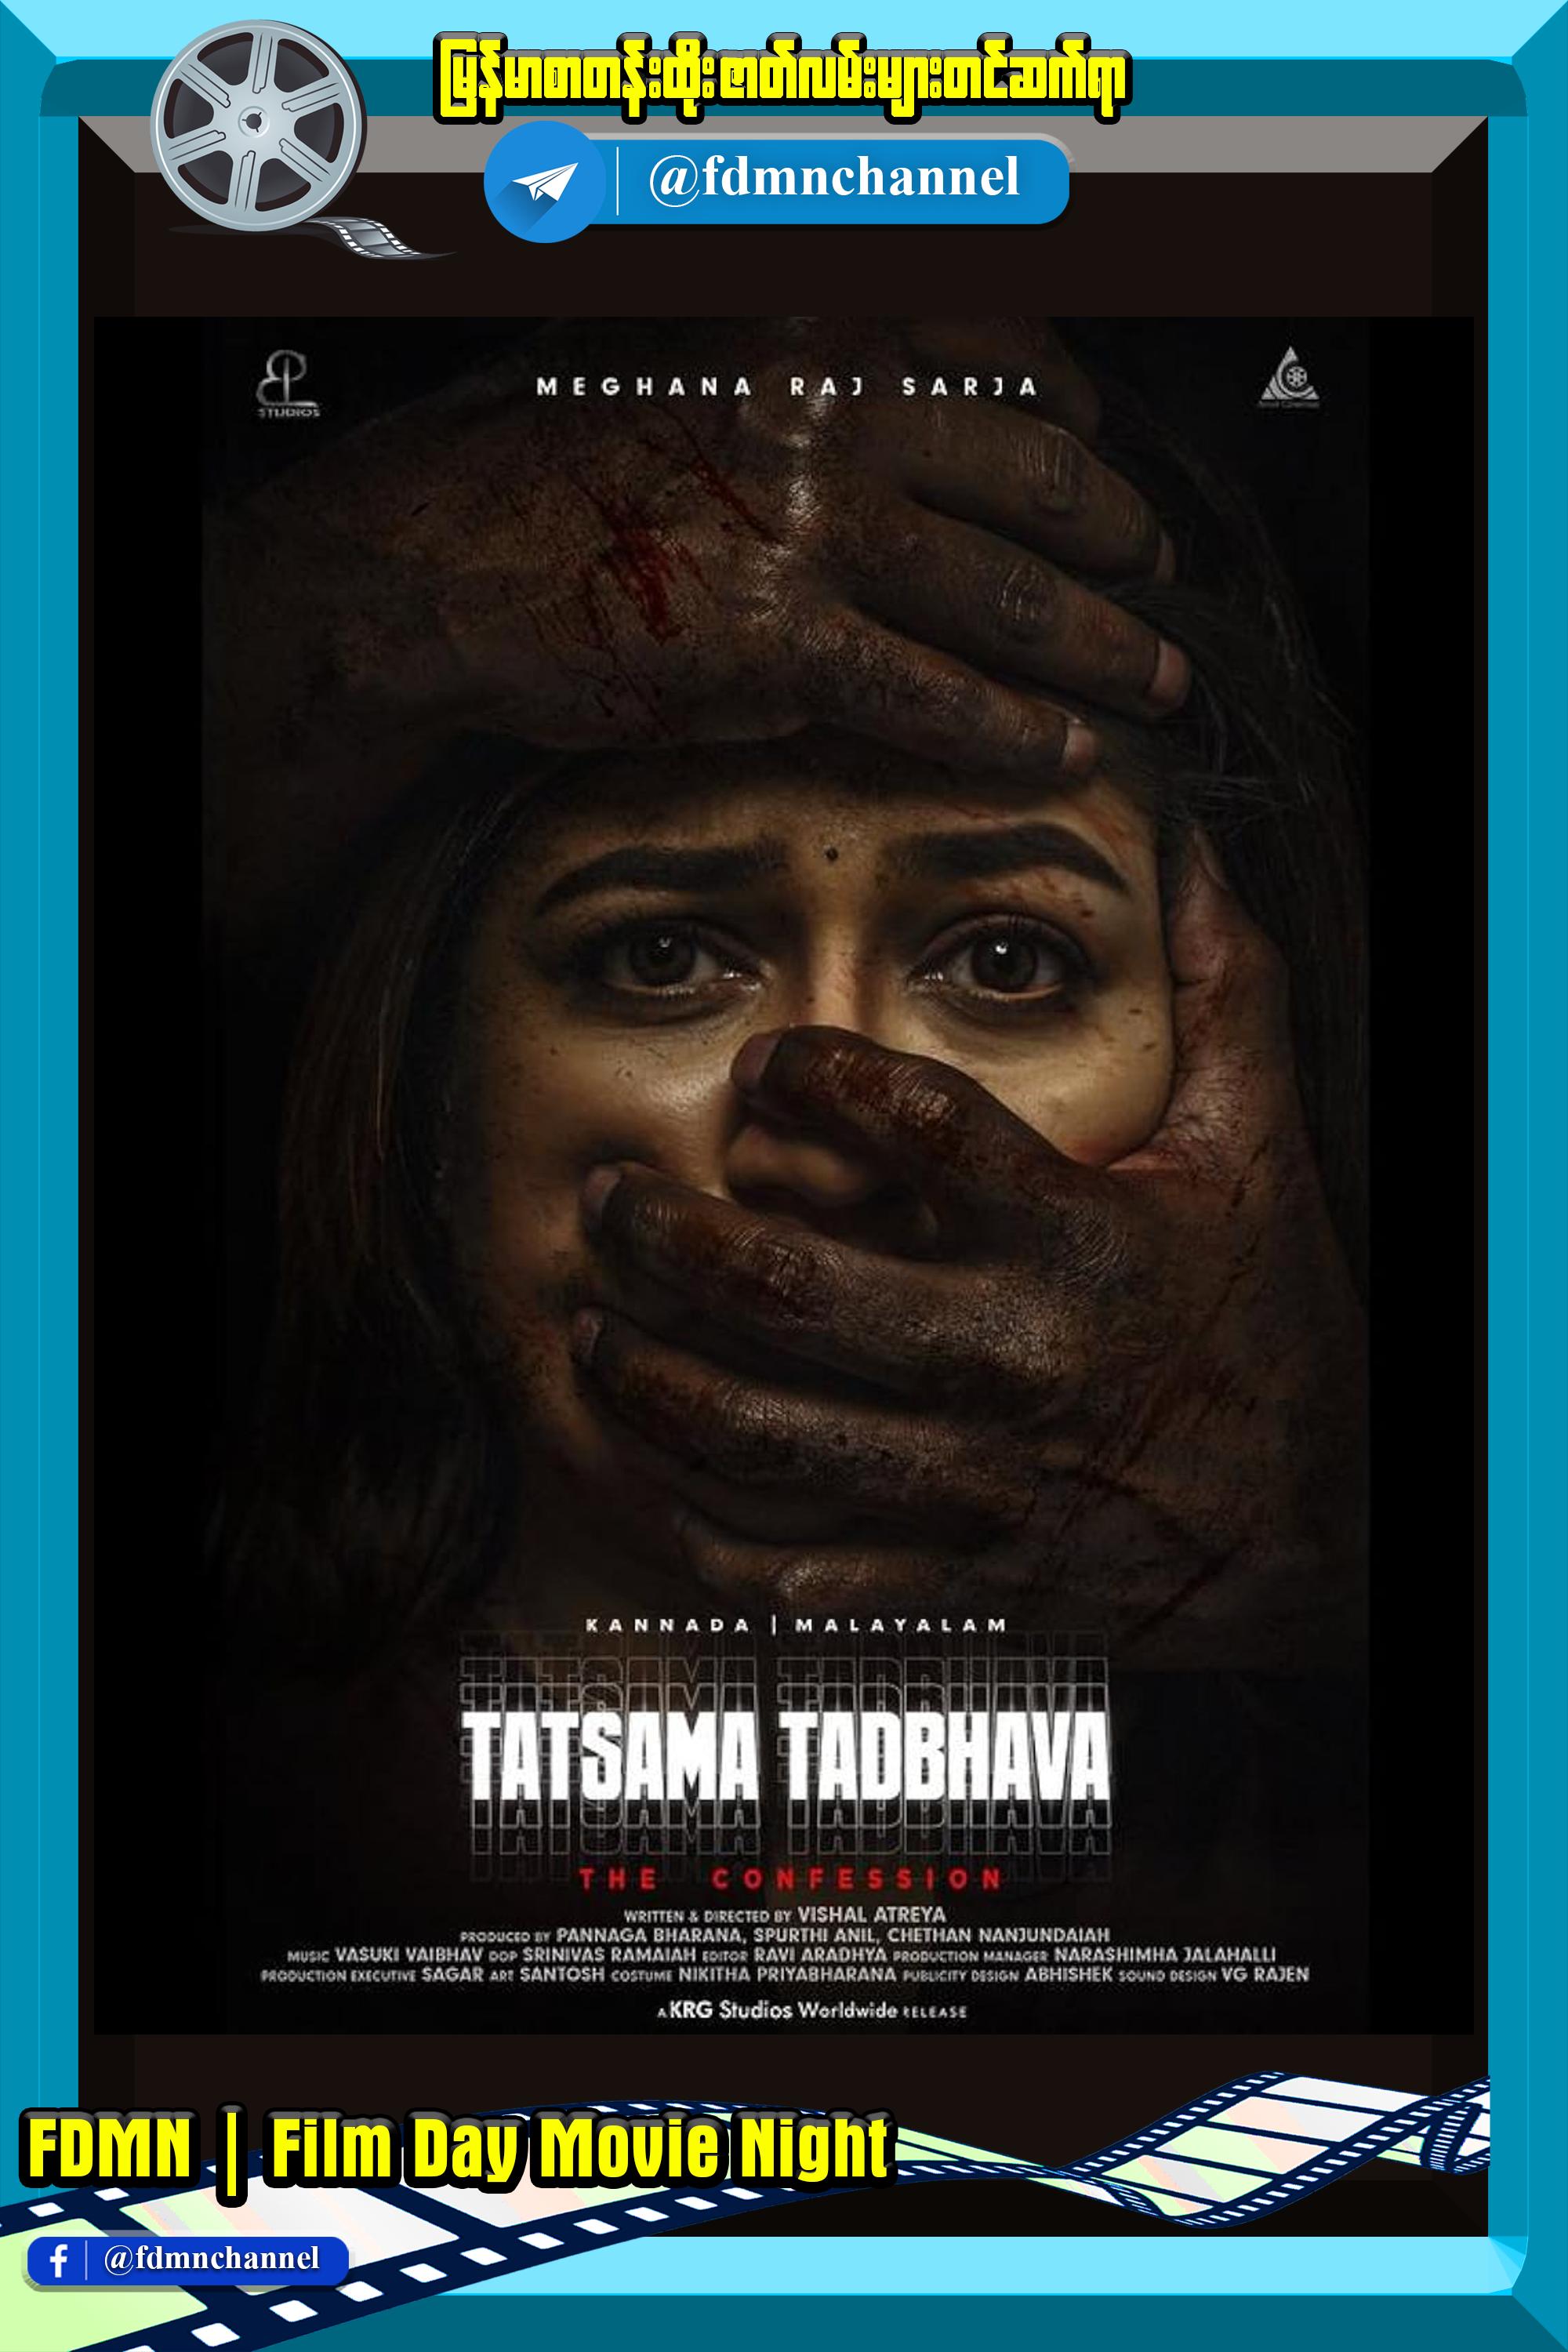 မြန်မာစာတန်းထိုး ဇာတ်လမ်းများတင်ဆက်ရာ
@fdmnchannel
STUDIOS
MEGHANA RAJ SARJA
KANNADA | MALAYALAM
TATSAMA TADBHAVA
THE CONFESSION
WRITTEN & DIRECTED BY VISHAL ATREYA
PRODUCED BY PANNAGA BHARANA, SPURTHI ANIL, CHETHAN NANJUNDAIAH
MUSIC VASUKI VAIBHAV DOP SRINIVAS RAMAIAH EDITOR RAVI ARADHYA PRODUCTION MANAGER NARASHIMHA JALAHALLI
PRODUCTION EXECUTIVE SAGAR ART SANTOSH COSTUME NIKITHA PRIYABHARANA PUBLICITY DESIGN ABHISHEK SOUND DESIGN VG RAJEN
A KRG Studios Worldwide RELEASE
FDMN | Film Day Movie Night
@fdmnchannel